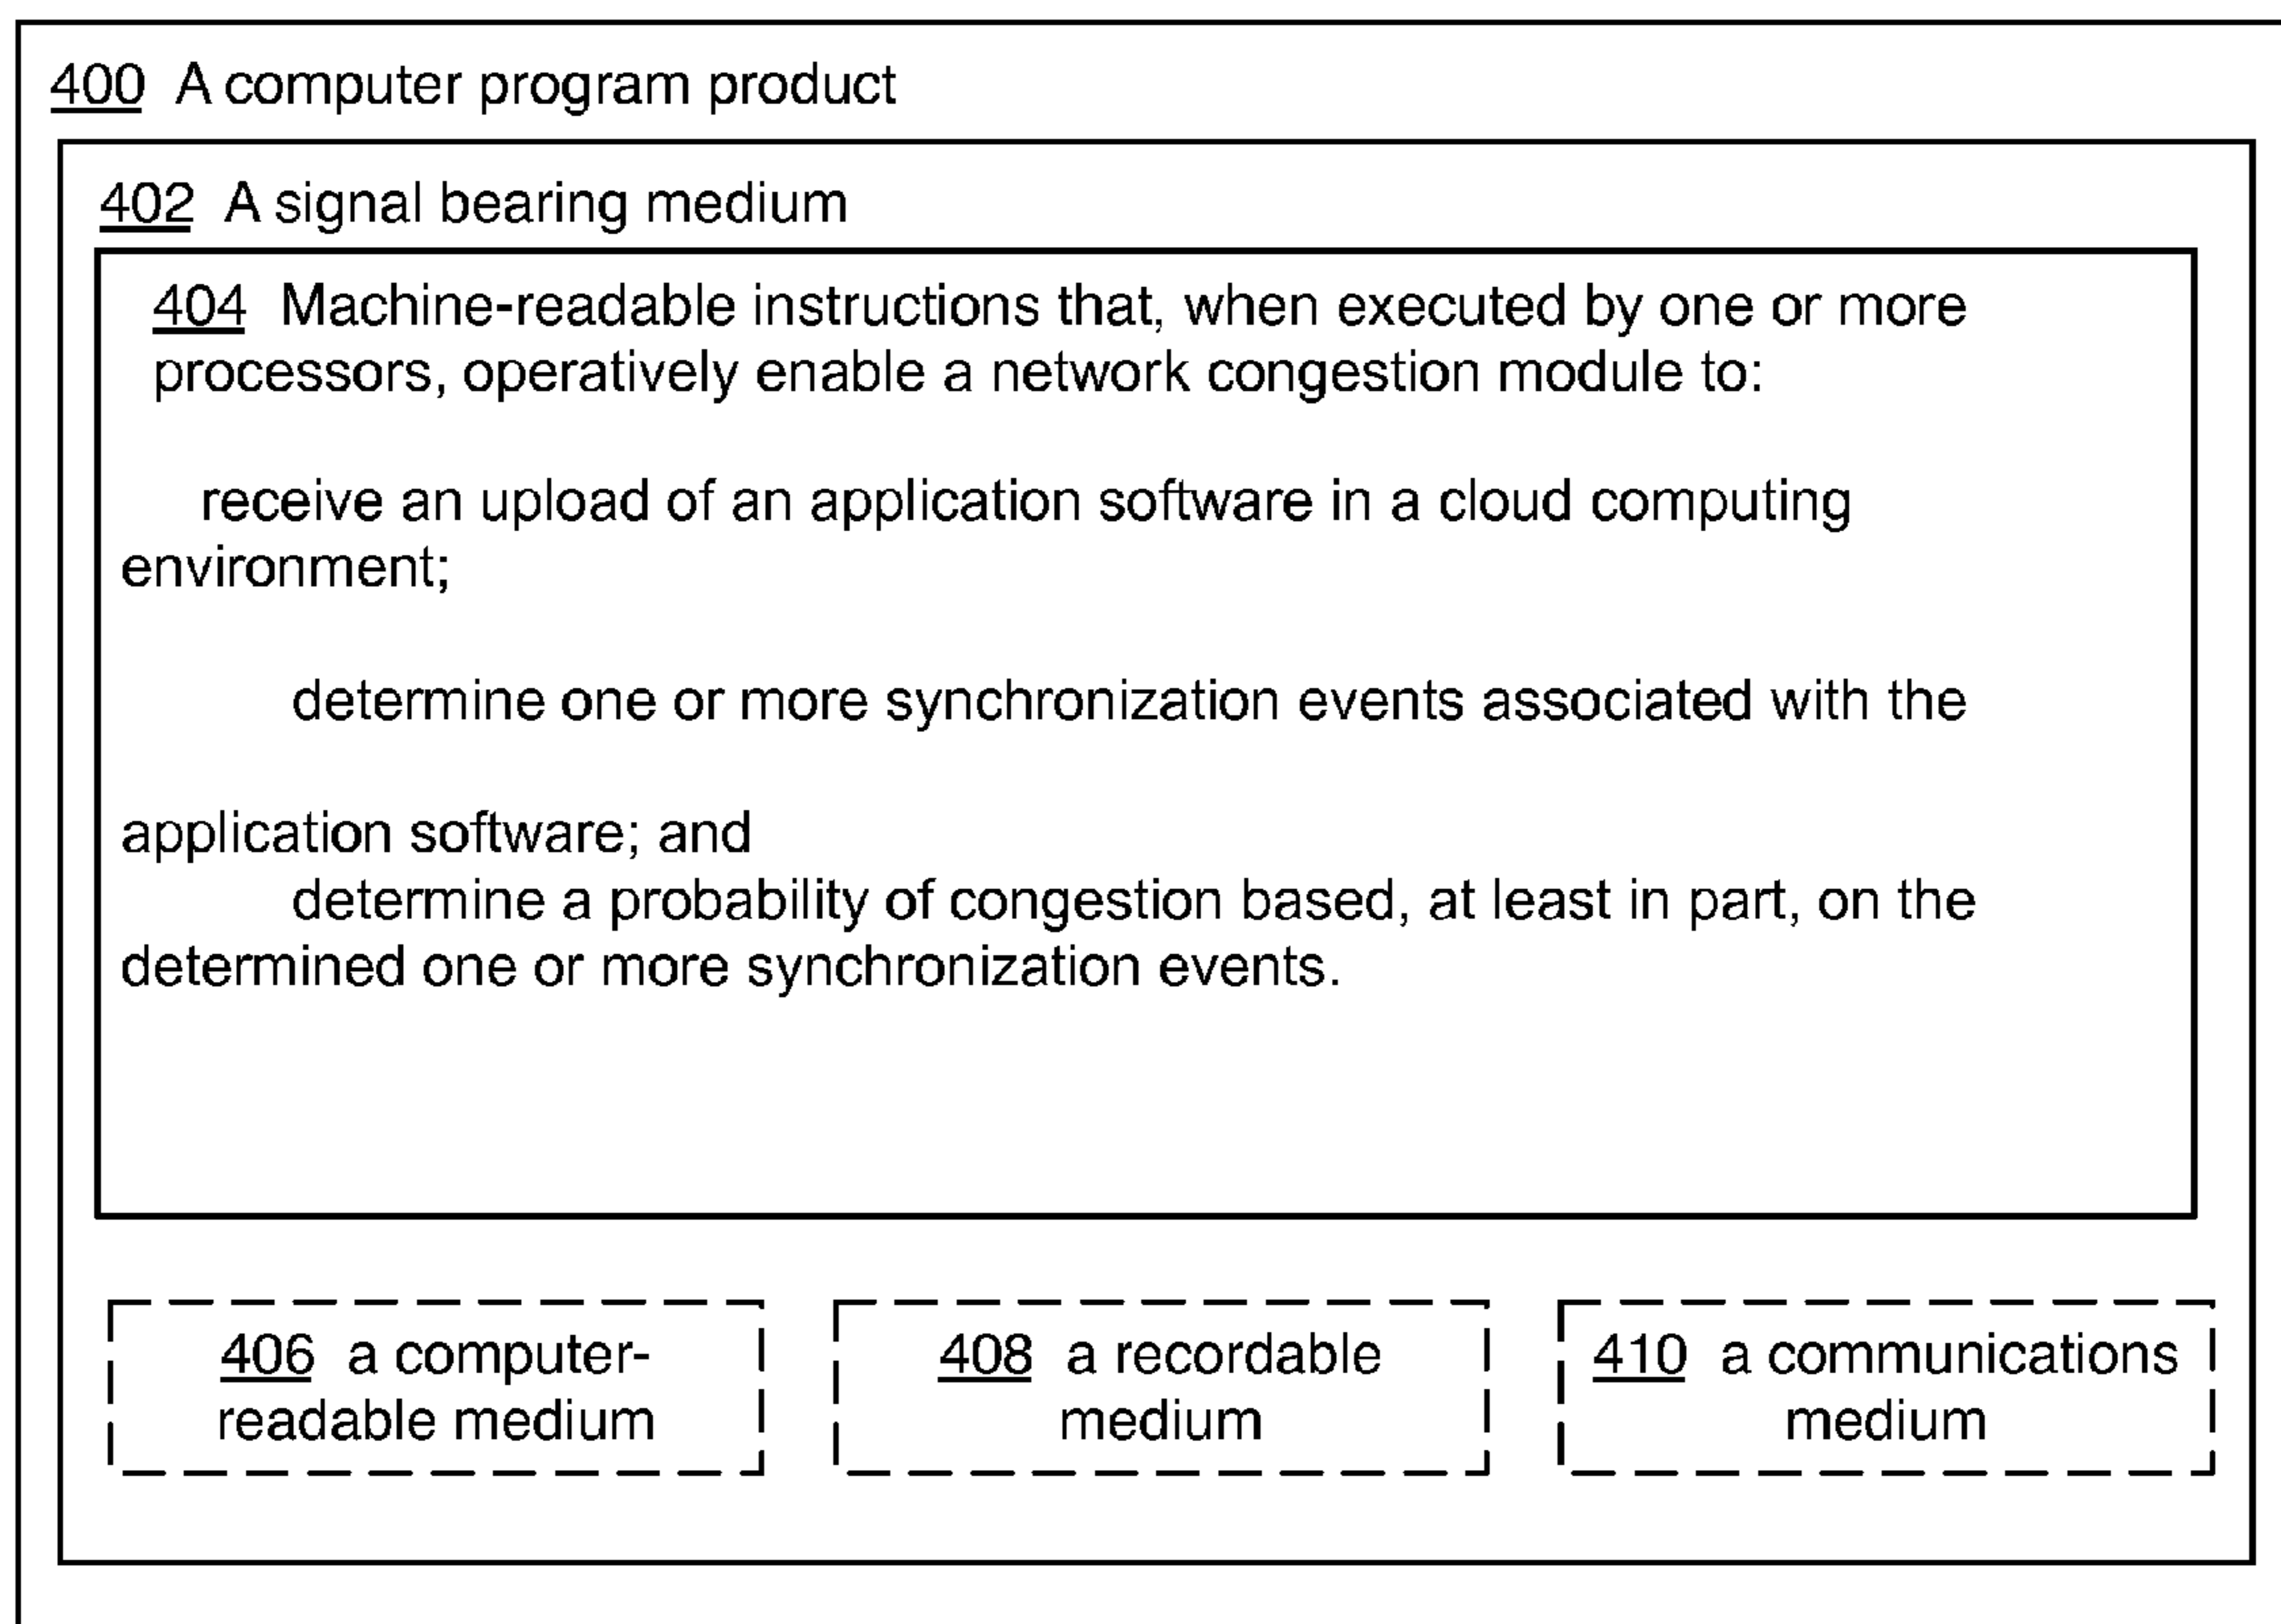 400 A computer program product
402 A signal bearing medium
404 Machine-readable instructions that, when executed by one or more
processors, operatively enable a network congestion module to:
receive an upload of an application software in a cloud computing
environment;
determine one or more synchronization events associated with the
application software; and
determine a probability of congestion based, at least in part, on the
determined one or more synchronization events.
406 a computer-
readable medium
408 a recordable
medium
410 a communications
medium